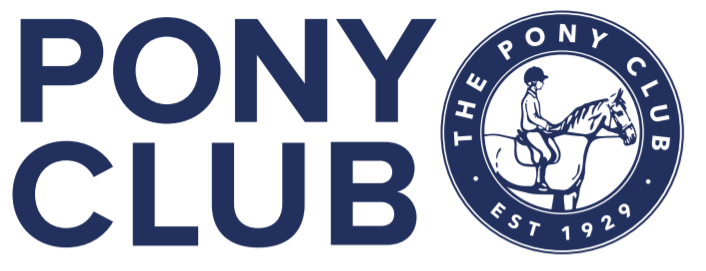 PONY
CLUB
THE PONY CLUB
EST 1929